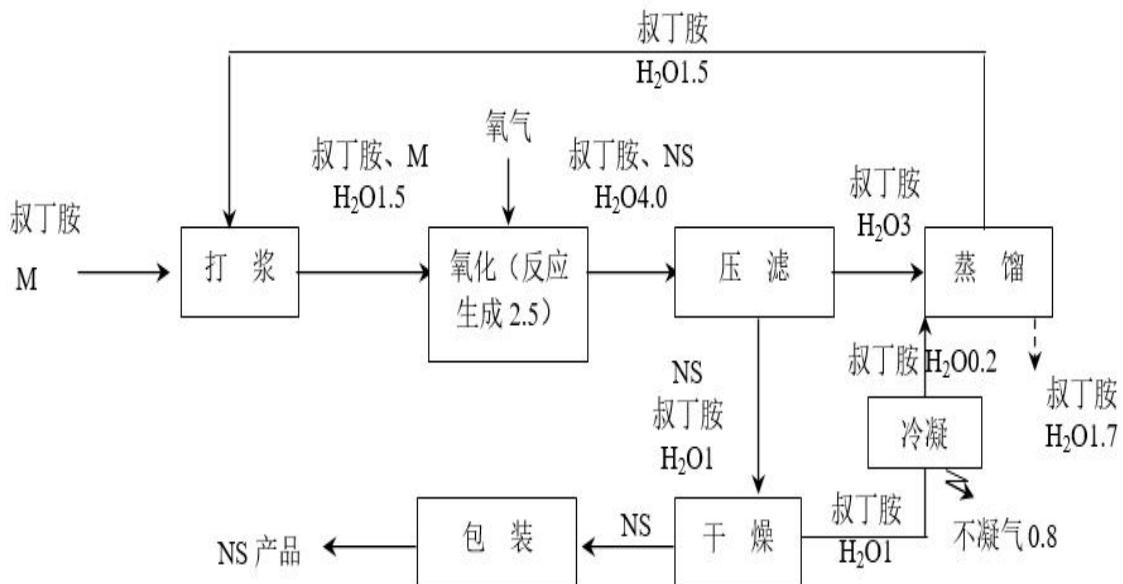 叔丁胺
H₂O1.5
氧气
叔丁胺、M
H₂O1.5
叔丁胺、NS
H₂O4.0
叔丁胺
H₂O3
叔丁胺
M
打 浆
氧化（反应
生成 2.5）
压 滤
蒸 馏
叔丁胺 H₂O0.2
NS
叔丁胺
H₂O1
叔丁胺
H₂O1.7
冷凝
NS 产品
包 装
NS
干 燥
叔丁胺
H₂O1
不凝气 0.8